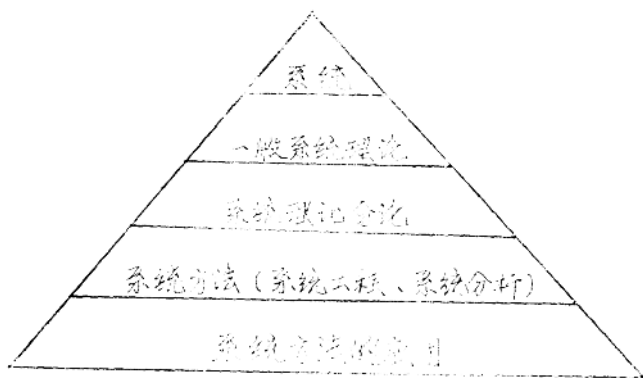 系统
一般系统理论
系统理论分论
系统方法（系统工程、系统分析）
系统方法的应用